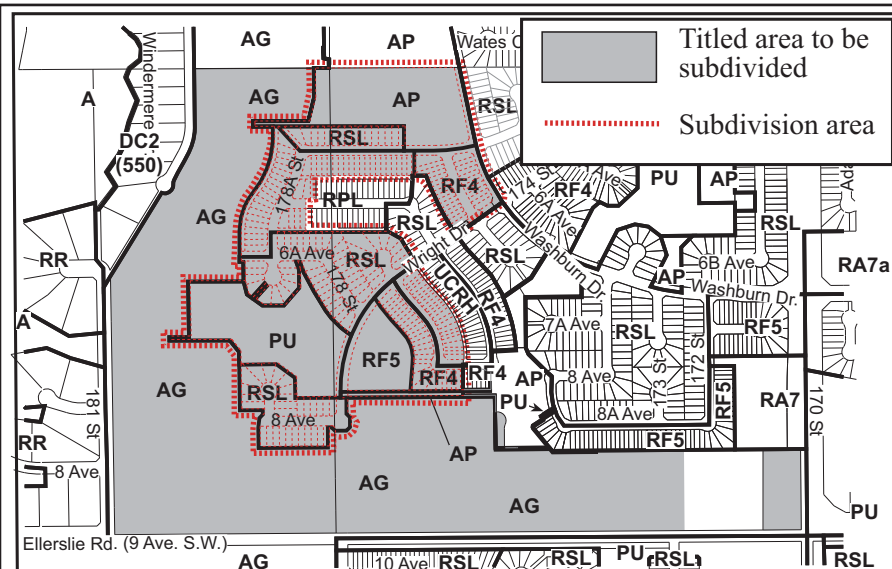 AG
AP
Wates
Titled area to be
subdivided
Subdivision area
Windermere
A
AG
AP
RSL
DC2
(550)
RSL
178A St
RF4
174 St
Ave
RF4
PU
AP
Ada
AG
RPL
RSL
6A Ave
RSL
Wright Dr.
RSL
Washburn Dr.
RR
6A Ave
RSL
178 St
UCRH
RF4
AP
6B Ave
Washburn Dr.
RA7a
A
PU
RF5
7A Ave
RSL
RF5
AG
RSL
RF4
RF4
AP
8 Ave
173 St
172 St
RF5
RA7
170 St
181 St
8 Ave
PU
8A Ave
RR
8 Ave
AP
RF5
AG
AG
PU
Ellerslie Rd. (9 Ave. S.W.)
AG
10 Ave
RSL
RSL
PU
RSL
RSL